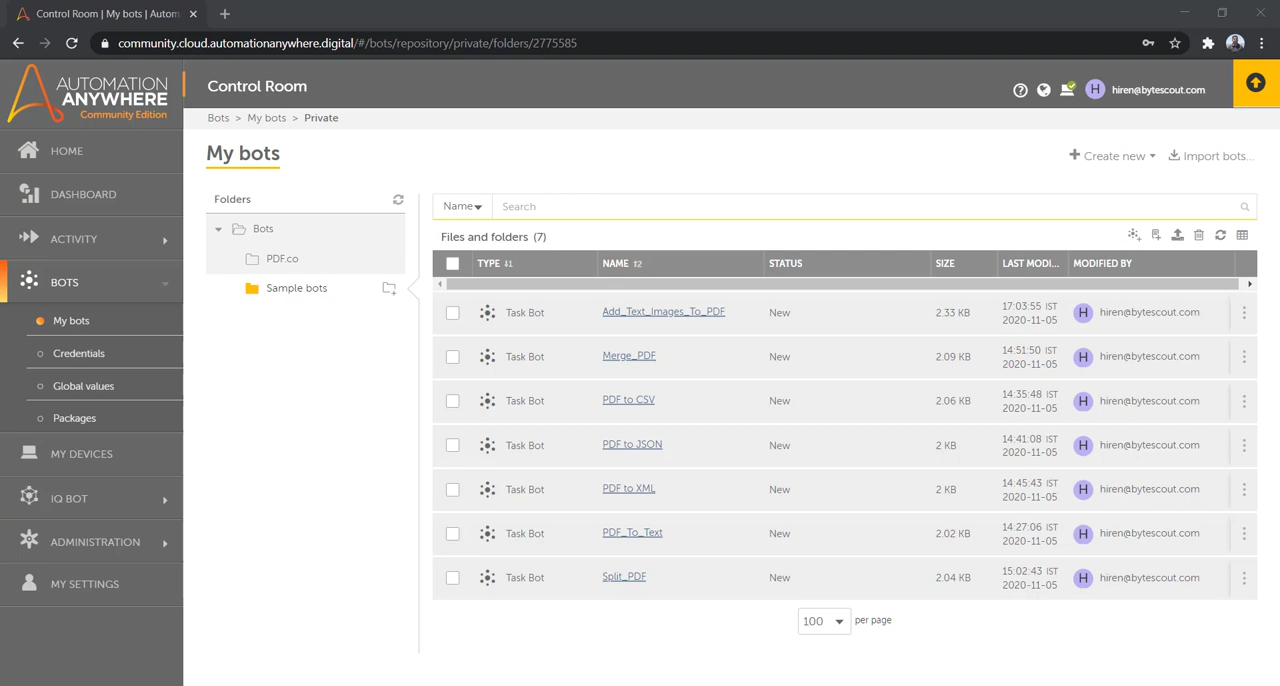 Control Room | My bots | Autom
community.cloud.automationanywhere.digital/#/bots/repository/private/folders/2775585
AUTOMATION
ANYWHERE
Community Edition
Control Room
H hiren@bytescout.com
Bots > My bots > Private
HOME
DASHBOARD
ACTIVITY
BOTS
My bots
Credentials
Global values
Packages
MY DEVICES
IQ BOT
ADMINISTRATION
MY SETTINGS
My bots
Create new
Import bots...
Folders
Bots
PDF.co
Sample bots
Name
Search
Files and folders (7)
TYPE NAME STATUS SIZE LAST MODI... MODIFIED BY
Task Bot Add_Text_Images_To_PDF New 2.33 KB 17:03:55 IST 2020-11-05 H hiren@bytescout.com
Task Bot Merge_PDF New 2.09 KB 14:51:50 IST 2020-11-05 H hiren@bytescout.com
Task Bot PDF to CSV New 2.06 KB 14:35:48 IST 2020-11-05 H hiren@bytescout.com
Task Bot PDF to JSON New 2 KB 14:41:08 IST 2020-11-05 H hiren@bytescout.com
Task Bot PDF to XML New 2 KB 14:45:43 IST 2020-11-05 H hiren@bytescout.com
Task Bot PDF_To_Text New 2.02 KB 14:27:06 IST 2020-11-05 H hiren@bytescout.com
Task Bot Split_PDF New 2.04 KB 15:02:43 IST 2020-11-05 H hiren@bytescout.com
100 per page